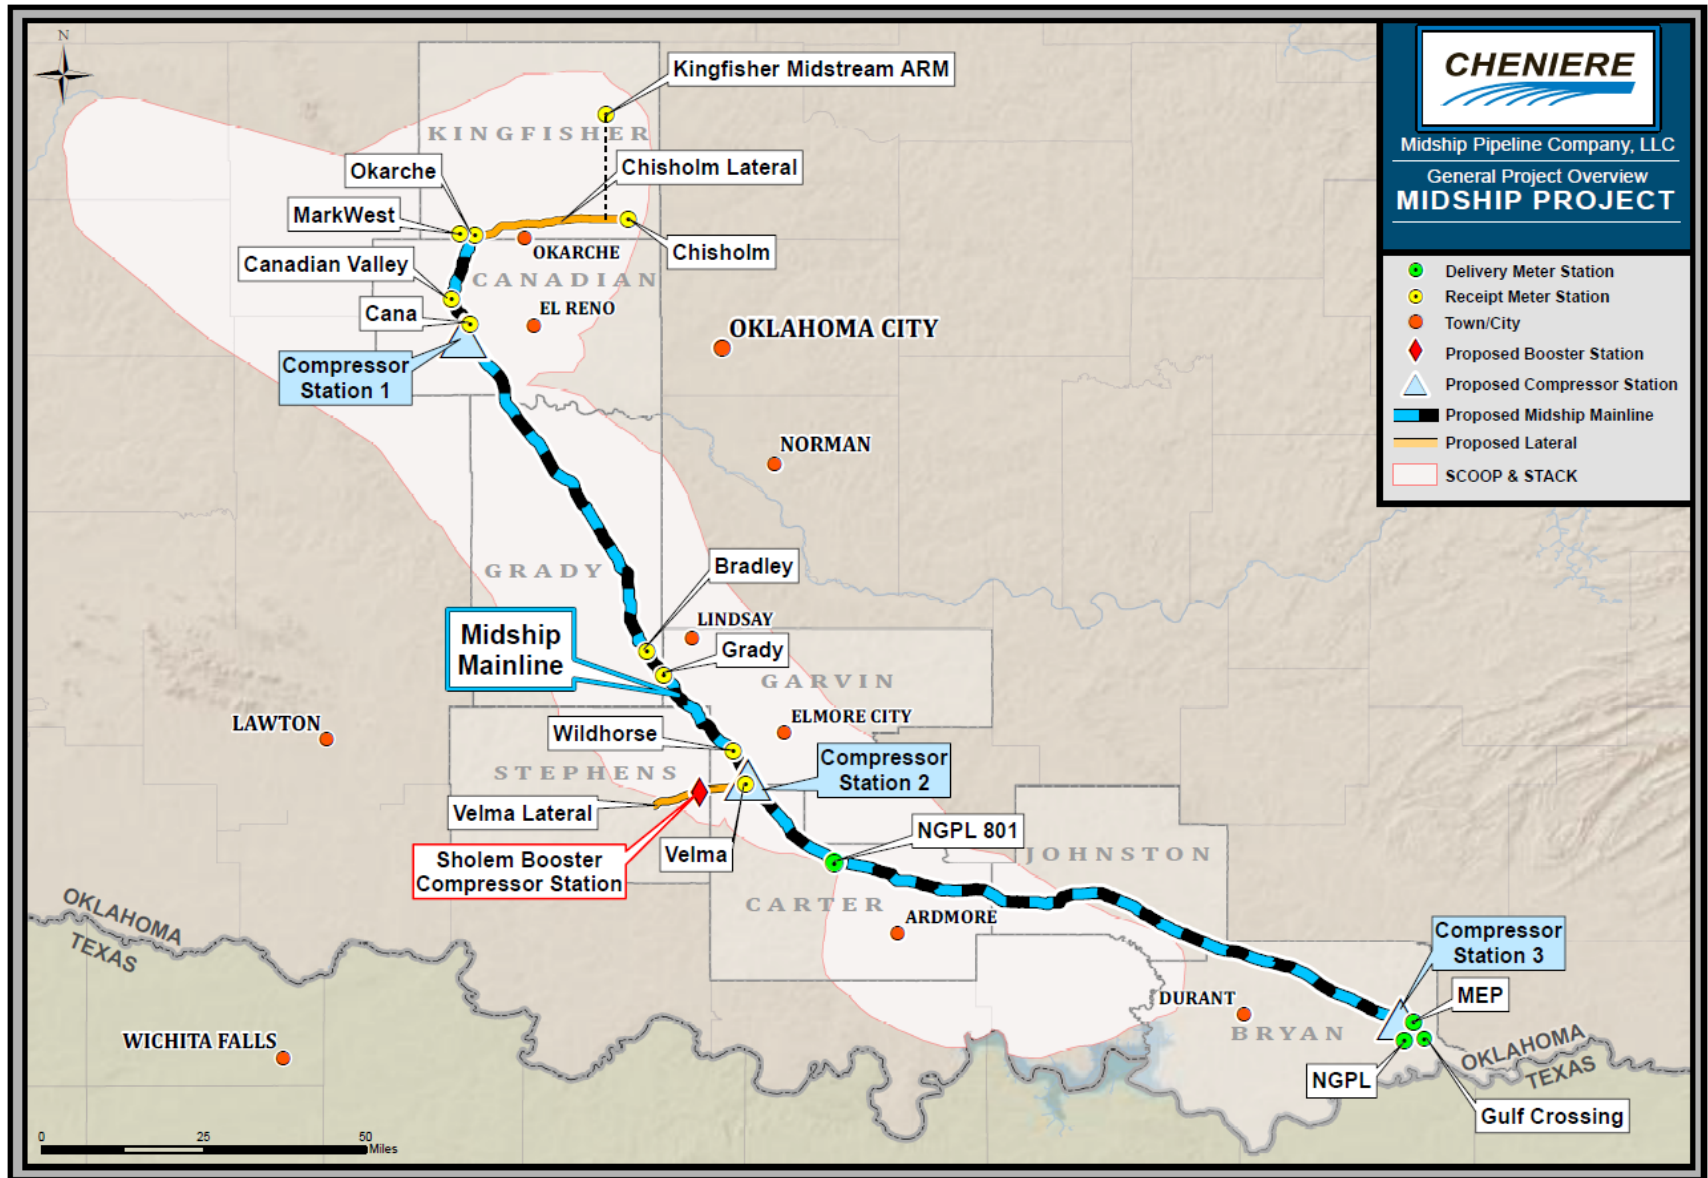 N
CHENIERE
Midship Pipeline Company, LLC
General Project Overview
MIDSHIP PROJECT
Delivery Meter Station
Receipt Meter Station
Town/City
Proposed Booster Station
Proposed Compressor Station
Proposed Midship Mainline
Proposed Lateral
SCOOP & STACK
Kingfisher Midstream ARM
KINGFISHER
Okarche
Chisholm Lateral
MarkWest
OKARCHE
Chisholm
Canadian Valley
CANADIAN
Cana
EL RENO
OKLAHOMA CITY
Compressor
Station 1
NORMAN
GRADY
Bradley
LINDSAY
Midship
Mainline
Grady
GARVIN
LAWTON
ELMORE CITY
Wildhorse
STEPHENS
Compressor
Station 2
Velma Lateral
NGPL 801
Velma
JOHNSTON
Sholem Booster
Compressor Station
CARTER
ARDMORE
OKLAHOMA
TEXAS
Compressor
Station 3
MEP
DURANT
BRYAN
WICHITA FALLS
OKLAHOMA
TEXAS
NGPL
Gulf Crossing
0 25 50
Miles